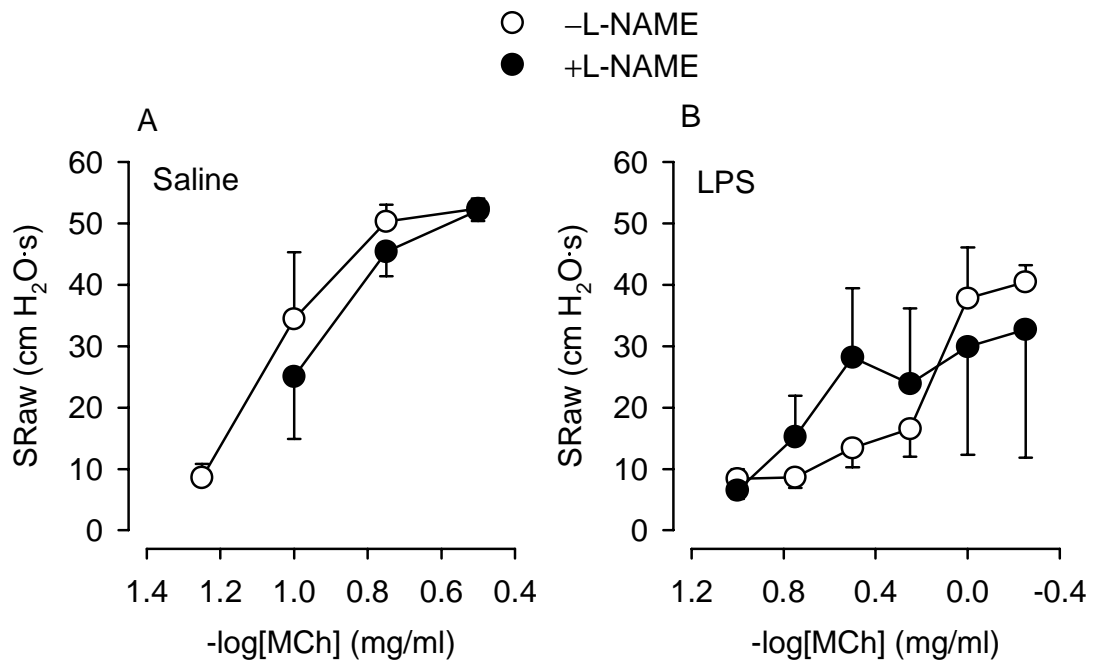 −L-NAME
+L-NAME
A
B
Saline
LPS
60
50
40
30
20
10
0
SRaw (cm H₂O·s)
1.4 1.2 1.0 0.8 0.6 0.4
-log[MCh] (mg/ml)
60
50
40
30
20
10
0
SRaw (cm H₂O·s)
1.2 0.8 0.4 0.0 -0.4
-log[MCh] (mg/ml)